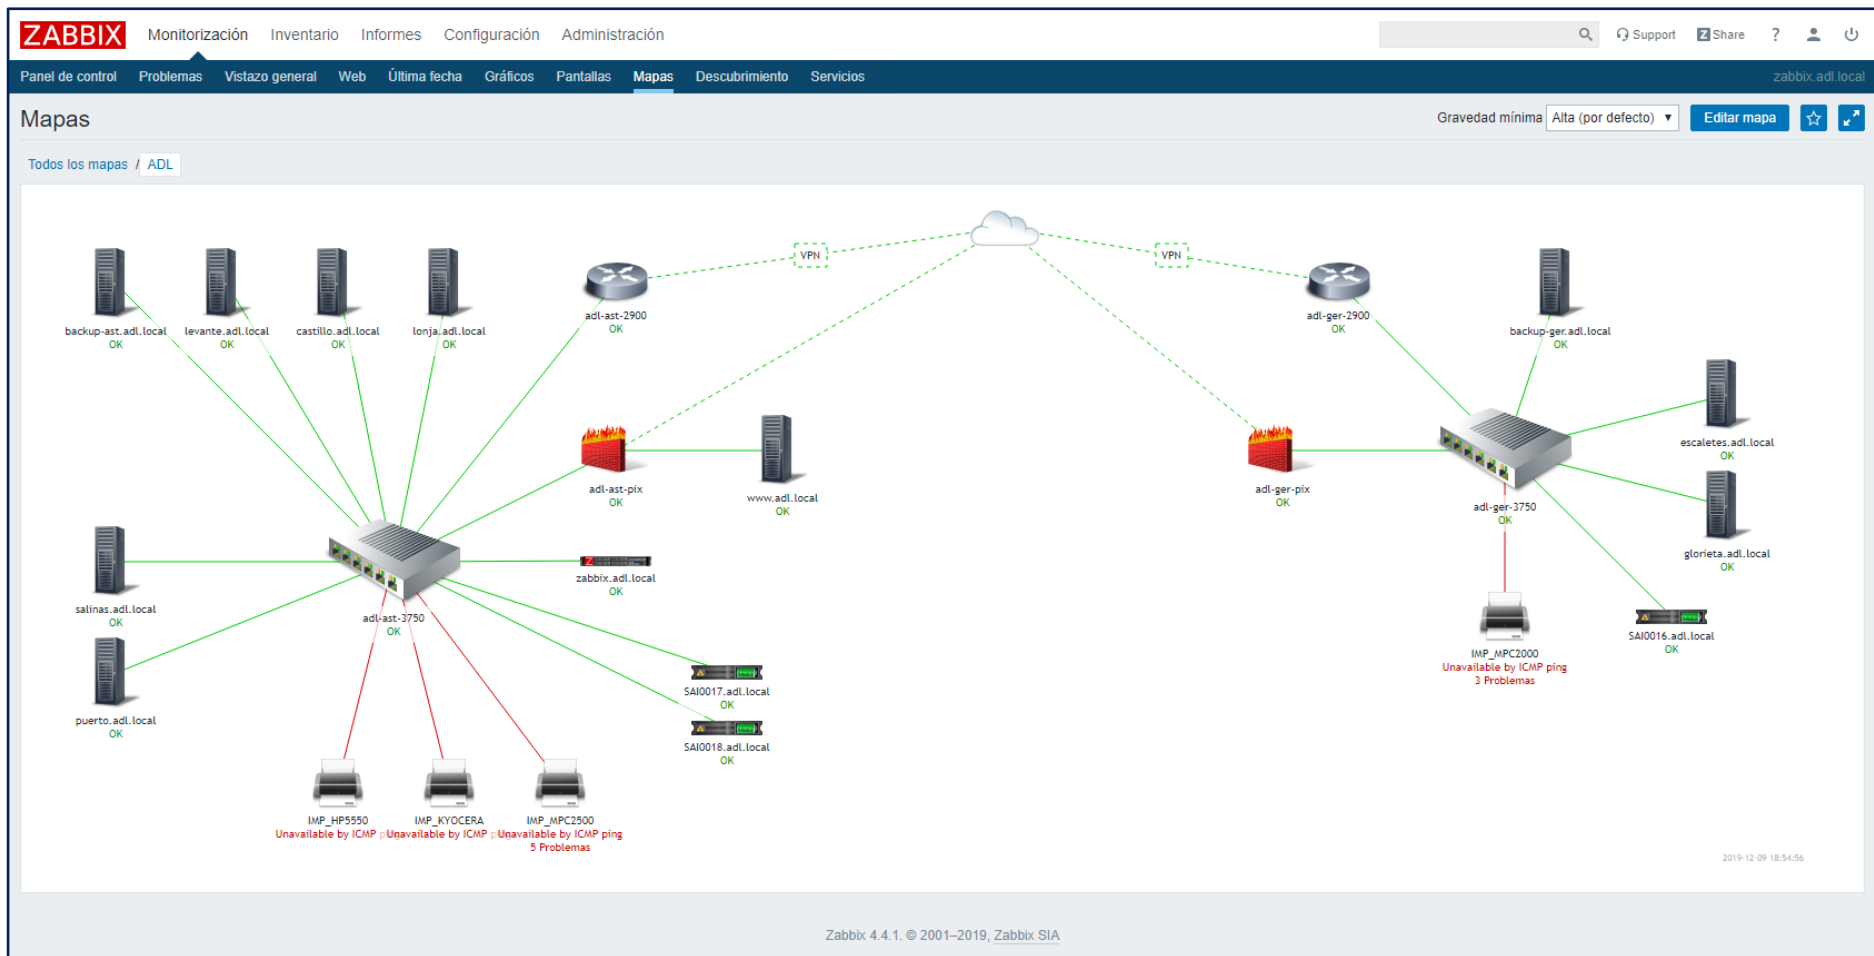 ZABBIX Monitorización Inventario Informes Configuración Administración Support Z Share ?
Panel de control Problemas Vistazo general Web Última fecha Gráficos Pantallas Mapas Descubrimiento Servicios zabbix.adl.local
Mapas Gravedad mínima Alta (por defecto) Editar mapa
Todos los mapas / ADL
VPN
VPN
backup-ast.adl.local
OK
levante.adl.local
OK
castillo.adl.local
OK
lonja.adl.local
OK
adl-ast-2900
OK
adl-ger-2900
OK
backup-ger.adl.local
OK
escaletes.adl.local
OK
adl-ast-pix
OK
www.adl.local
OK
adl-ger-pix
OK
adl-ger-3750
OK
glorieta.adl.local
OK
zabbix.adl.local
OK
salinas.adl.local
OK
adl-ast-3750
OK
SAI0016.adl.local
OK
IMP_MPC2000
Unavailable by ICMP ping
3 Problemas
puerto.adl.local
OK
SAI0017.adl.local
OK
SAI0018.adl.local
OK
IMP_HP5550
Unavailable by ICMP
IMP_KYOCERA
Unavailable by ICMP
IMP_MPC2500
Unavailable by ICMP ping
5 Problemas
2019-12-09 18:54:56
Zabbix 4.4.1. © 2001–2019, Zabbix SIA